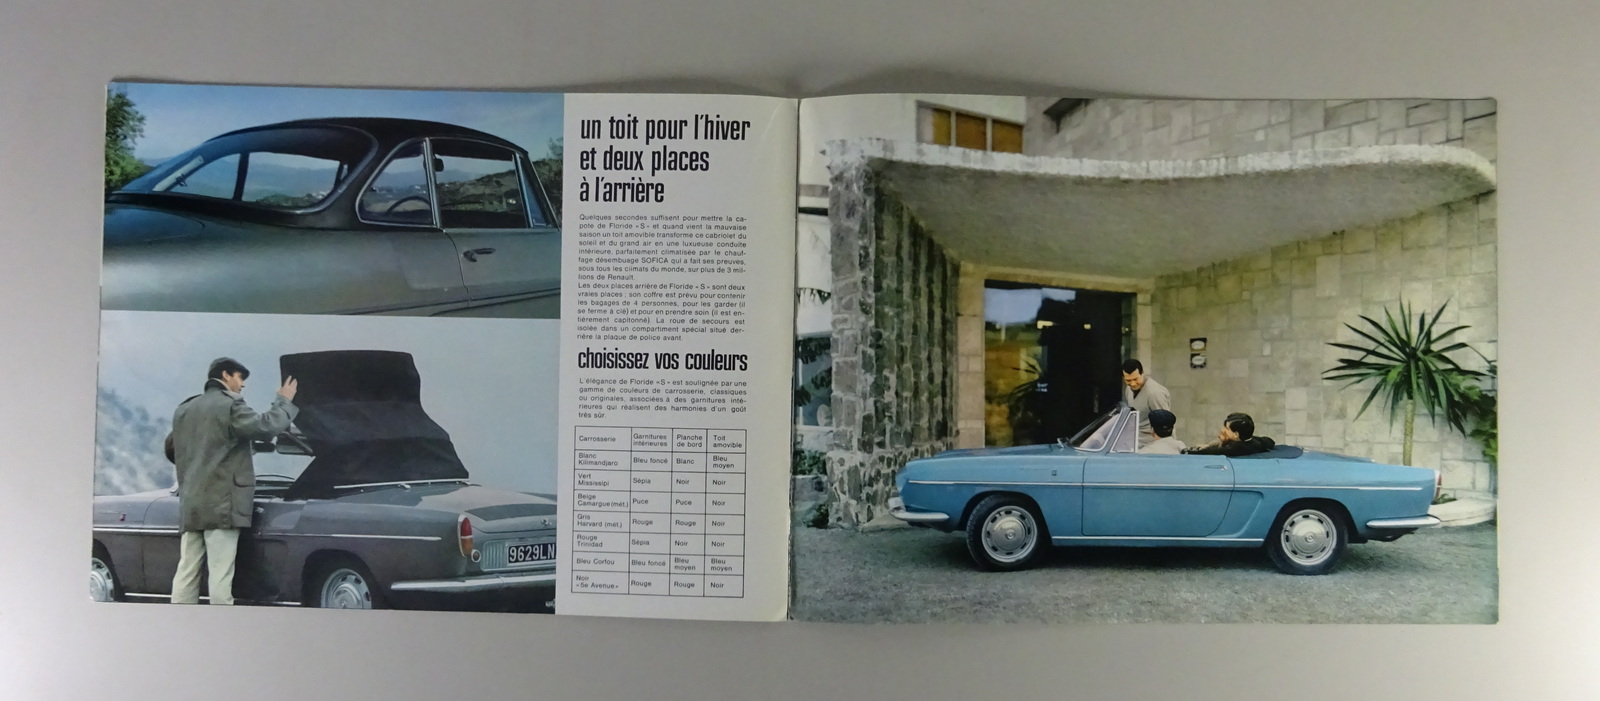 un toit pour l'hiver
et deux places
à l'arrière
Quelques secondes suffisent pour mettre la ca-
pote de Floride «S» et quand vient la mauvaise
saison un toit amovible transforme ce cabriolet du
soleil et du grand air en une luxueuse conduite
intérieure, parfaitement climatisée par le chauf-
fage désembuage SOFICA qui a fait ses preuves,
sous tous les climats du monde, sur plus de 3 mil-
lions de Renault.
Les deux places arrière de Floride «S» sont deux
vraies places ; son coffre est prévu pour contenir
les bagages de 4 personnes, pour les garder (il
se ferme à clé) et pour en prendre soin (il est en-
tièrement capitonné). La roue de secours est
isolée dans un compartiment spécial situé der-
rière la plaque de police avant.
choisissez vos couleurs
L'élégance de Floride «S» est soulignée par une
gamme de couleurs de carrosserie, classiques
ou originales, associées à des garnitures inté-
rieures qui réalisent des harmonies d'un goût
très sûr.
Carrosserie Garnitures intérieures Planche de bord Toit amovible
Blanc Kilimandjaro Bleu foncé Blanc Bleu moyen
Vert Mississipi Sépia Noir Noir
Beige Camargue (mét.) Puce Puce Noir
Gris Harvard (mét.) Rouge Rouge Noir
Rouge Trinidad Sépia Noir Noir
Bleu Corfou Bleu foncé Bleu moyen Bleu moyen
Noir «5e Avenue» Rouge Rouge Noir
9629LN